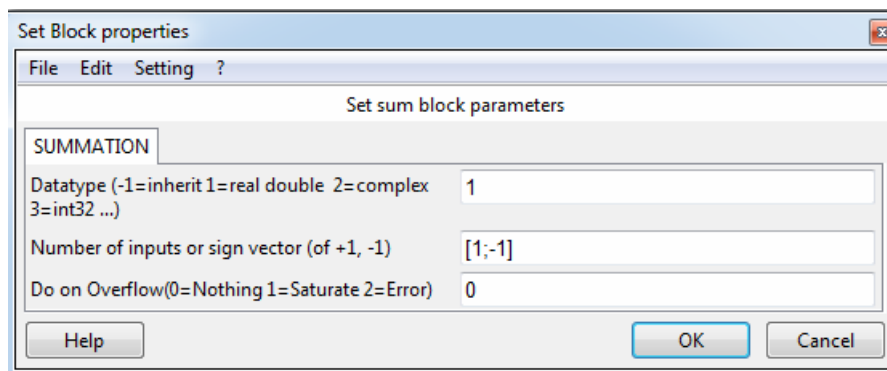 Set Block properties
File Edit Setting ?
Set sum block parameters
SUMMATION
Datatype (-1=inherit 1=real double 2=complex
3=int32 ...)
1
Number of inputs or sign vector (of +1, -1)
[1;-1]
Do on Overflow(0=Nothing 1=Saturate 2=Error)
0
Help
OK
Cancel